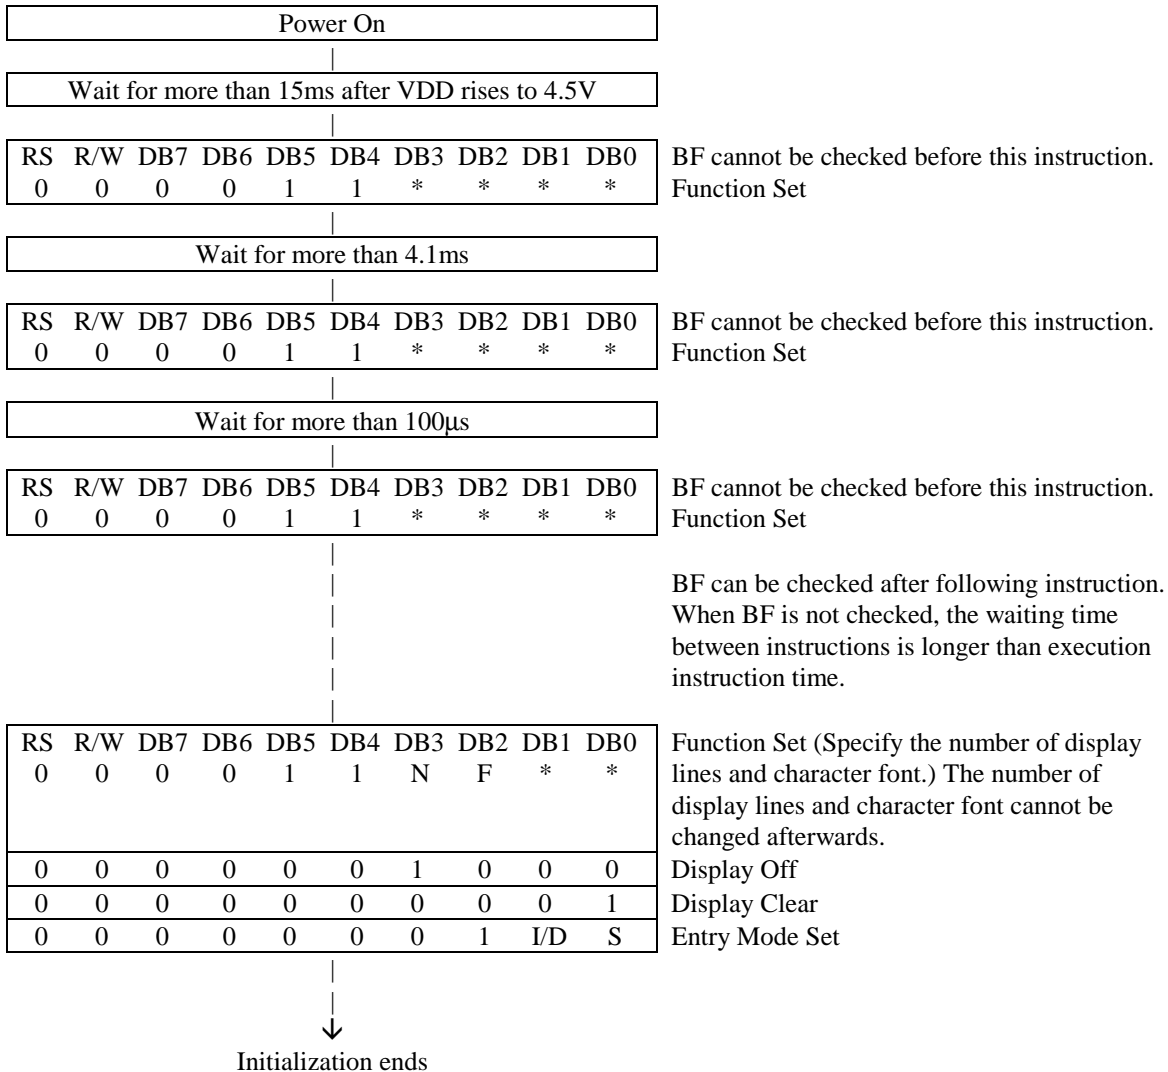 Power On
Wait for more than 15ms after VDD rises to 4.5V
RS R/W DB7 DB6 DB5 DB4 DB3 DB2 DB1 DB0 BF cannot be checked before this instruction.
0 0 0 0 1 1 * * * * Function Set
Wait for more than 4.1ms
RS R/W DB7 DB6 DB5 DB4 DB3 DB2 DB1 DB0 BF cannot be checked before this instruction.
0 0 0 0 1 1 * * * * Function Set
Wait for more than 100μs
RS R/W DB7 DB6 DB5 DB4 DB3 DB2 DB1 DB0 BF cannot be checked before this instruction.
0 0 0 0 1 1 * * * * Function Set
BF can be checked after following instruction.
When BF is not checked, the waiting time
between instructions is longer than execution
instruction time.
RS R/W DB7 DB6 DB5 DB4 DB3 DB2 DB1 DB0 Function Set (Specify the number of display
0 0 0 0 1 1 N F * * lines and character font.) The number of
display lines and character font cannot be
changed afterwards.
0 0 0 0 0 0 1 0 0 0 Display Off
0 0 0 0 0 0 0 0 0 1 Display Clear
0 0 0 0 0 0 0 1 I/D S Entry Mode Set
Initialization ends